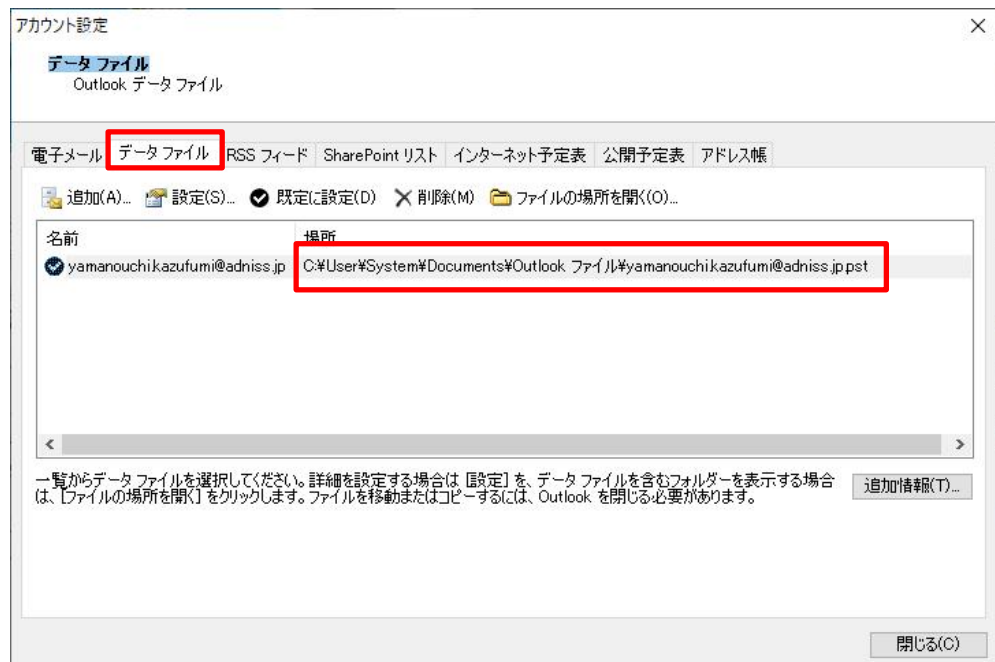 アカウント設定
データ ファイル
Outlook データ ファイル
電子メール データ ファイル RSS フィード SharePoint リスト インターネット予定表 公開予定表 アドレス帳
追加(A)... 設定(S)... 既定に設定(D) 削除(M) ファイルの場所を開く(O)...
名前 場所
yamanouchi.kazufumi@adniss.jp C:¥User¥System¥Documents¥Outlook ファイル¥yamanouchi.kazufumi@adniss.jp.pst
一覧からデータ ファイルを選択してください。詳細を設定する場合は [設定] を、データ ファイルを含むフォルダーを表示する場合
は、[ファイルの場所を開く] をクリックします。ファイルを移動またはコピーするには、Outlook を閉じる必要があります。
追加情報(T)...
閉じる(C)